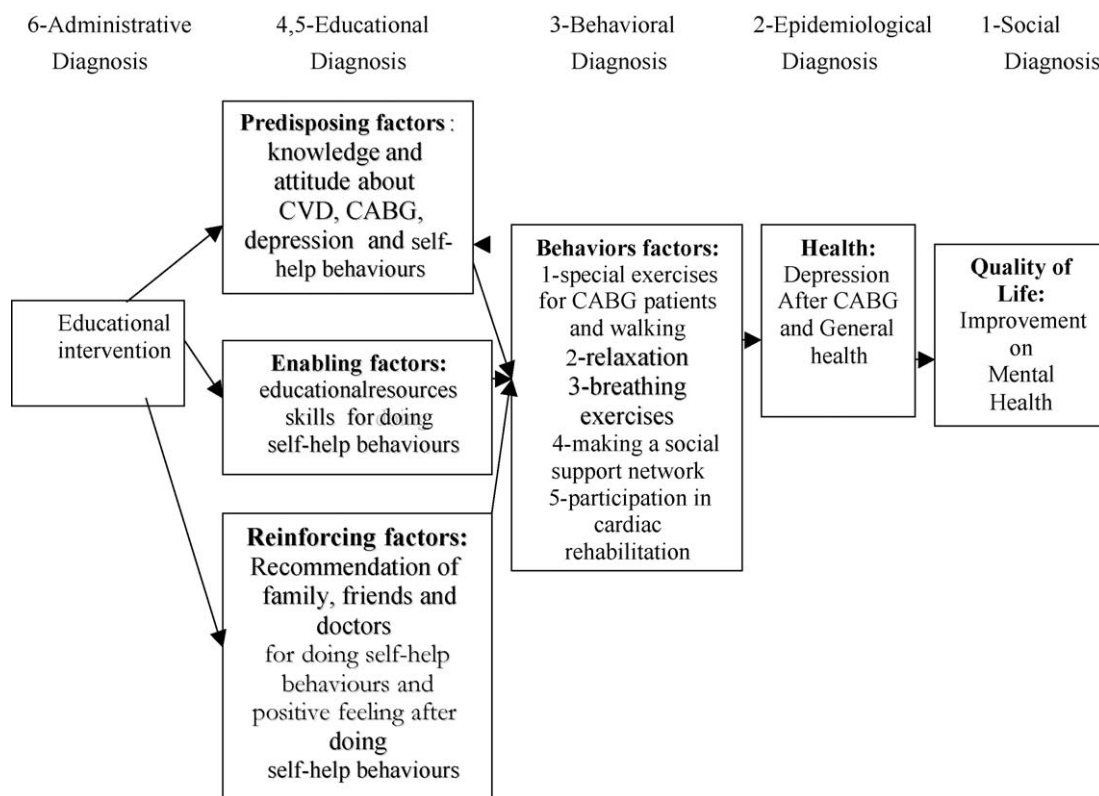 6-Administrative
Diagnosis
4,5-Educational
Diagnosis
3-Behavioral
Diagnosis
2-Epidemiological
Diagnosis
1-Social
Diagnosis
Educational
intervention
Predisposing factors :
knowledge and
attitude about
CVD, CABG,
depression and self-
help behaviours
Enabling factors:
educationalresources
skills for doing
self-help behaviours
Reinforcing factors:
Recommendation of
family, friends and
doctors
for doing self-help
behaviours and
positive feeling after
doing
self-help behaviours
Behaviors factors:
1-special exercises
for CABG patients
and walking
2-relaxation
3-breathing
exercises
4-making a social
support network
5-participation in
cardiac
rehabilitation
Health:
Depression
After CABG
and General
health
Quality of
Life:
Improvement
on
Mental
Health